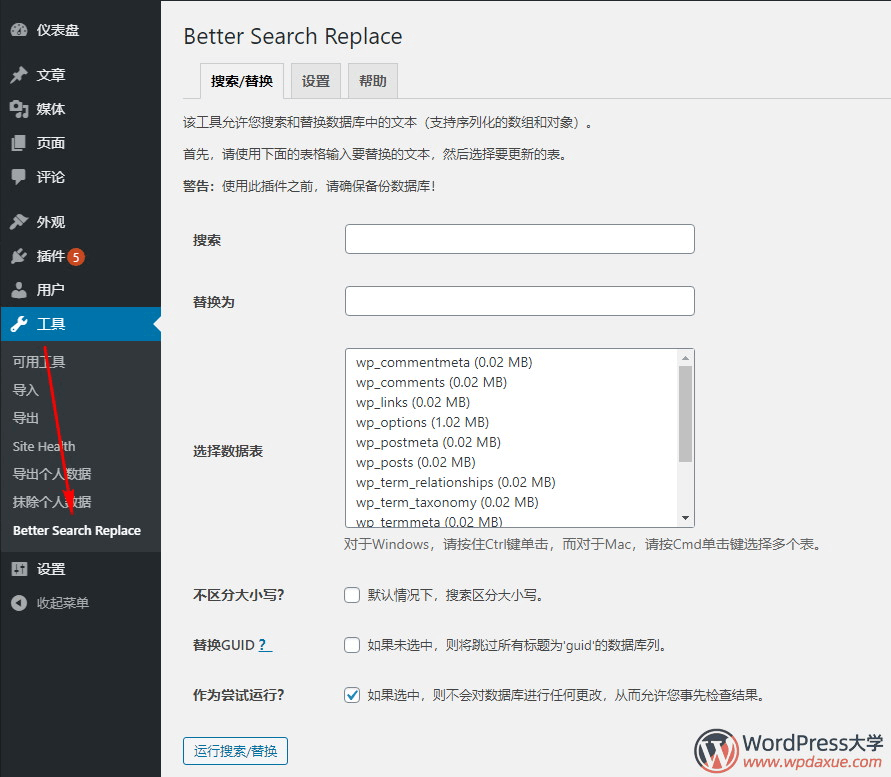 仪表盘
文章
媒体
页面
评论
外观
插件 5
用户
工具
可用工具
导入
导出
Site Health
导出个人数据
抹除个人数据
Better Search Replace
设置
收起菜单
Better Search Replace
搜索/替换 设置 帮助
该工具允许您搜索和替换数据库中的文本（支持序列化的数组和对象）。
首先，请使用下面的表格输入要替换的文本，然后选择要更新的表。
警告：使用此插件之前，请确保备份数据库！
搜索
替换为
选择数据表
wp_commentmeta (0.02 MB)
wp_comments (0.02 MB)
wp_links (0.02 MB)
wp_options (1.02 MB)
wp_postmeta (0.02 MB)
wp_posts (0.02 MB)
wp_term_relationships (0.02 MB)
wp_term_taxonomy (0.02 MB)
wp_termmeta (0.02 MB)
对于Windows，请按住Ctrl键单击，而对于Mac，请按Cmd单击键选择多个表。
不区分大小写？ 默认情况下，搜索区分大小写。
替换GUID ? 如果未选中，则将跳过所有标题为'guid'的数据库列。
作为尝试运行？ 如果选中，则不会对数据库进行任何更改，从而允许您事先检查结果。
运行搜索/替换
WordPress大学
www.wpdaxue.com